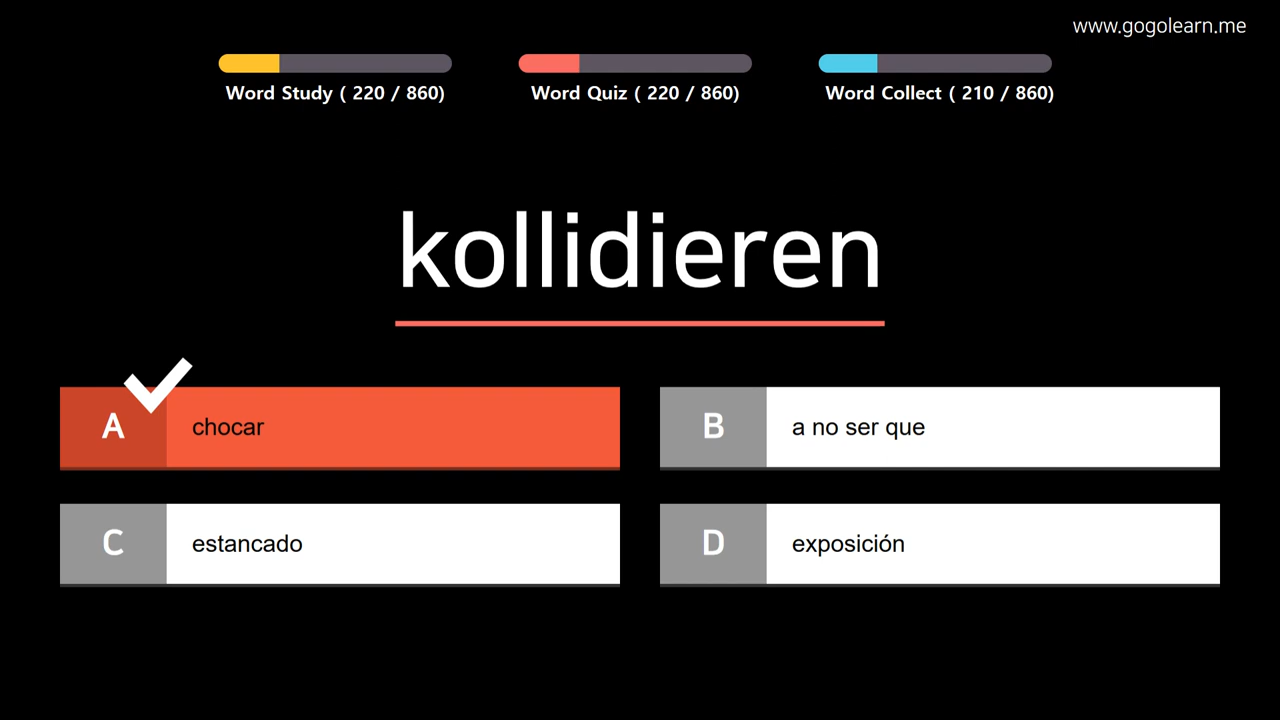 www.gogolearn.me
Word Study ( 220 / 860)
Word Quiz ( 220 / 860)
Word Collect ( 210 / 860)
kollidieren
A chocar
B a no ser que
C estancado
D exposición